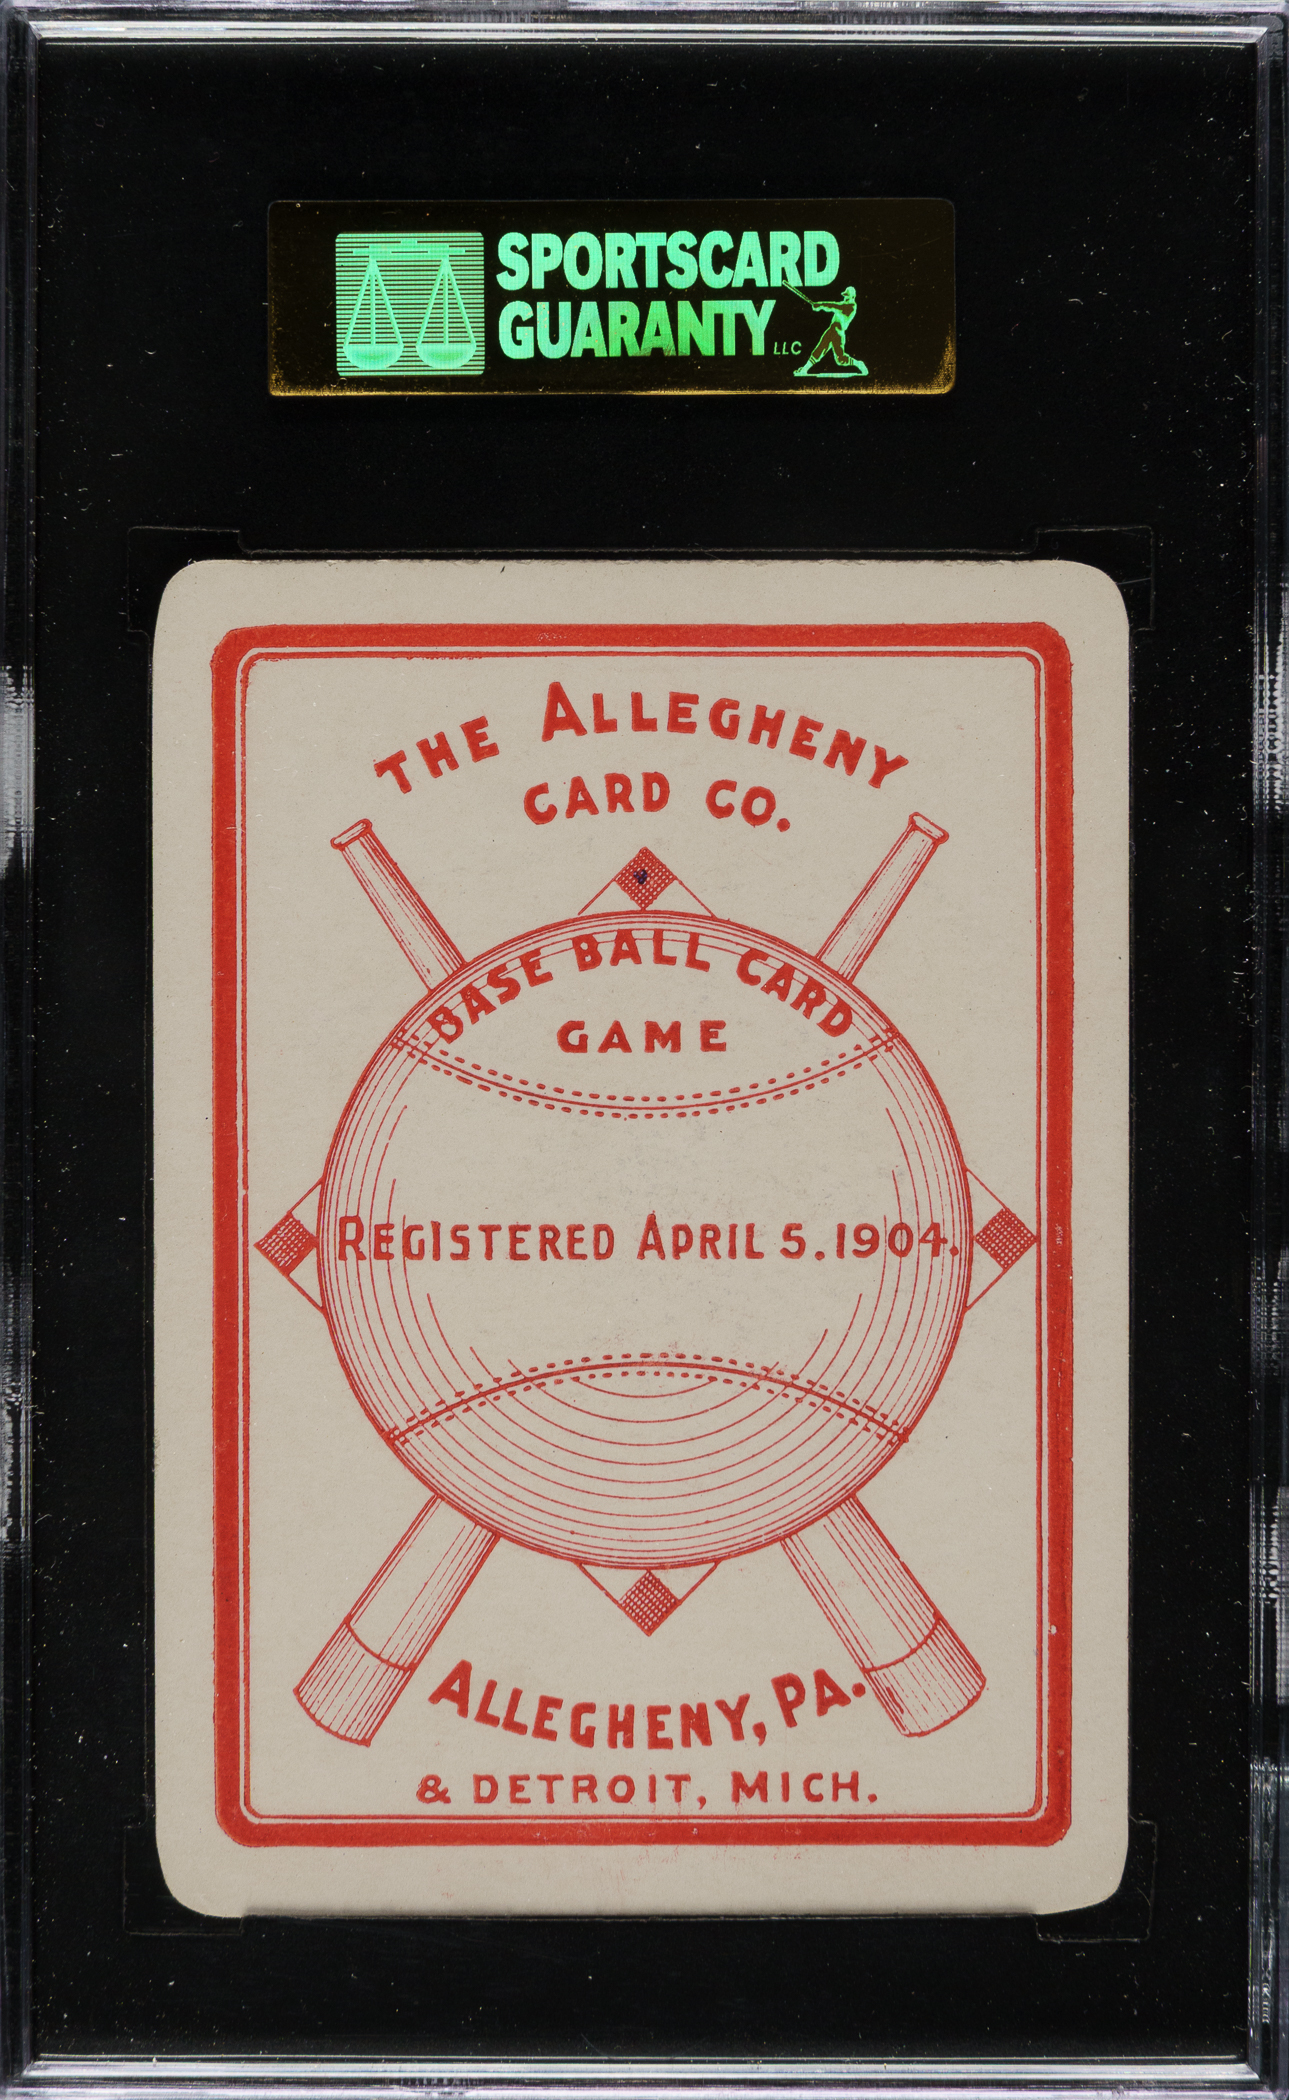 SPORTSCARD
GUARANTY LLC
THE ALLEGHENY
CARD CO.
BASE BALL CARD
GAME
REGISTERED APRIL 5. 1904.
ALLEGHENY, PA.
& DETROIT, MICH.